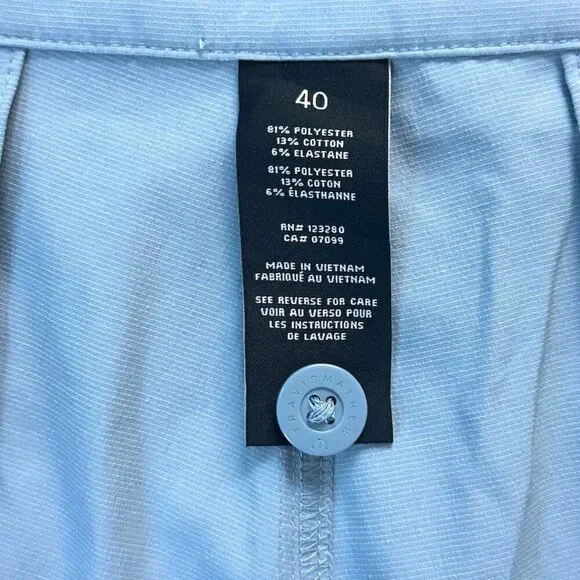 40
81% POLYESTER
13% COTTON
6% ELASTANE
81% POLYESTER
13% COTON
6% ÉLASTHANNE
RN# 123280
CA# 07099
MADE IN VIETNAM
FABRIQUÉ AU VIETNAM
SEE REVERSE FOR CARE
VOIR AU VERSO POUR
LES INSTRUCTIONS
DE LAVAGE
TRAVISMATHEW